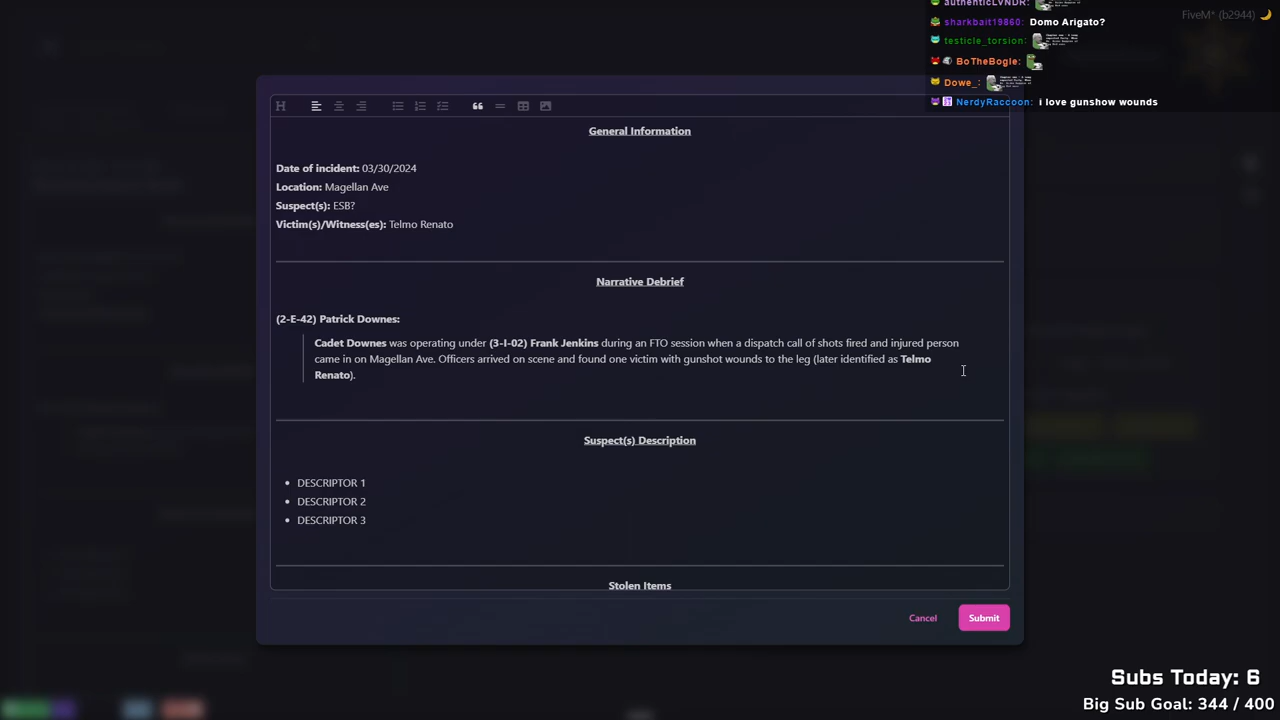 authenticLVNDR:
FiveM* (b2944)
sharkbait19860: Domo Arigato?
testicle_torsion:
BoTheBogle:
Dowe_:
NerdyRaccoon: i love gunshow wounds
H
General Information
Date of incident: 03/30/2024
Location: Magellan Ave
Suspect(s): ESB?
Victim(s)/Witness(es): Telmo Renato
Narrative Debrief
(2-E-42) Patrick Downes:
Cadet Downes was operating under (3-I-02) Frank Jenkins during an FTO session when a dispatch call of shots fired and injured person
came in on Magellan Ave. Officers arrived on scene and found one victim with gunshot wounds to the leg (later identified as Telmo
Renato).
Suspect(s) Description
• DESCRIPTOR 1
• DESCRIPTOR 2
• DESCRIPTOR 3
Stolen Items
Cancel
Submit
Subs Today: 6
Big Sub Goal: 344 / 400